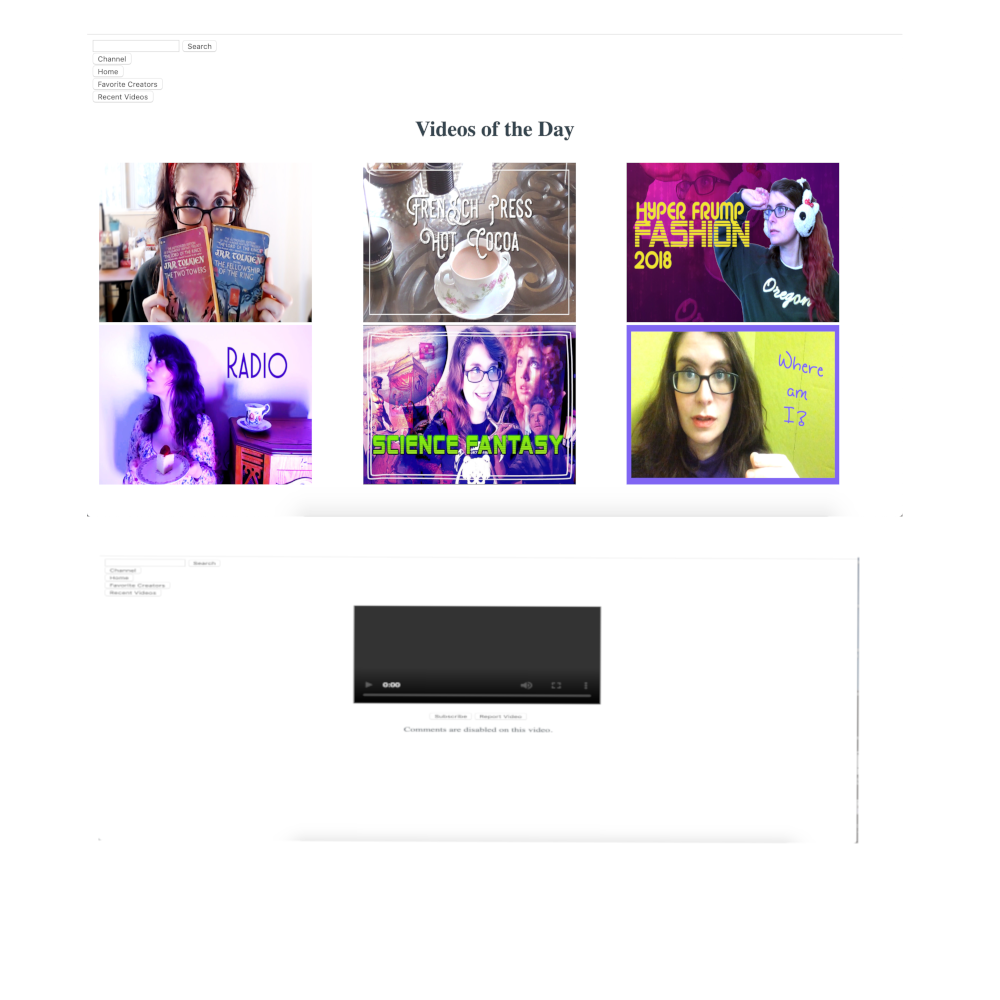 Search
Channel
Home
Favorite Creators
Recent Videos
Videos of the Day
J.R.R. TOLKIEN
THE TWO TOWERS
J.R.R. TOLKIEN
THE FELLOWSHIP
OF THE RING
FRENSCH PRESS
HOT COCOA
HYPER FRUMP
FASHION
2018
Oregon
RADIO
SCIENCE FANTASY
Where
am
I?
Search
Channel
Home
Favorite Creators
Recent Videos
0:00
Subscribe Report Video
Comments are disabled on this video.